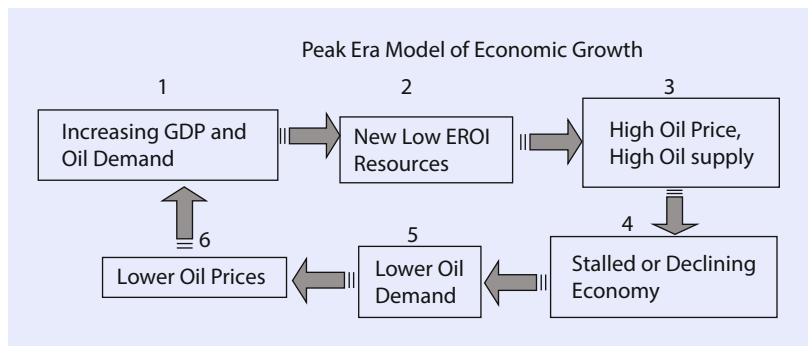 Peak Era Model of Economic Growth
1
Increasing GDP and
Oil Demand
2
New Low EROI
Resources
3
High Oil Price,
High Oil supply
4
Stalled or Declining
Economy
5
Lower Oil
Demand
6
Lower Oil Prices